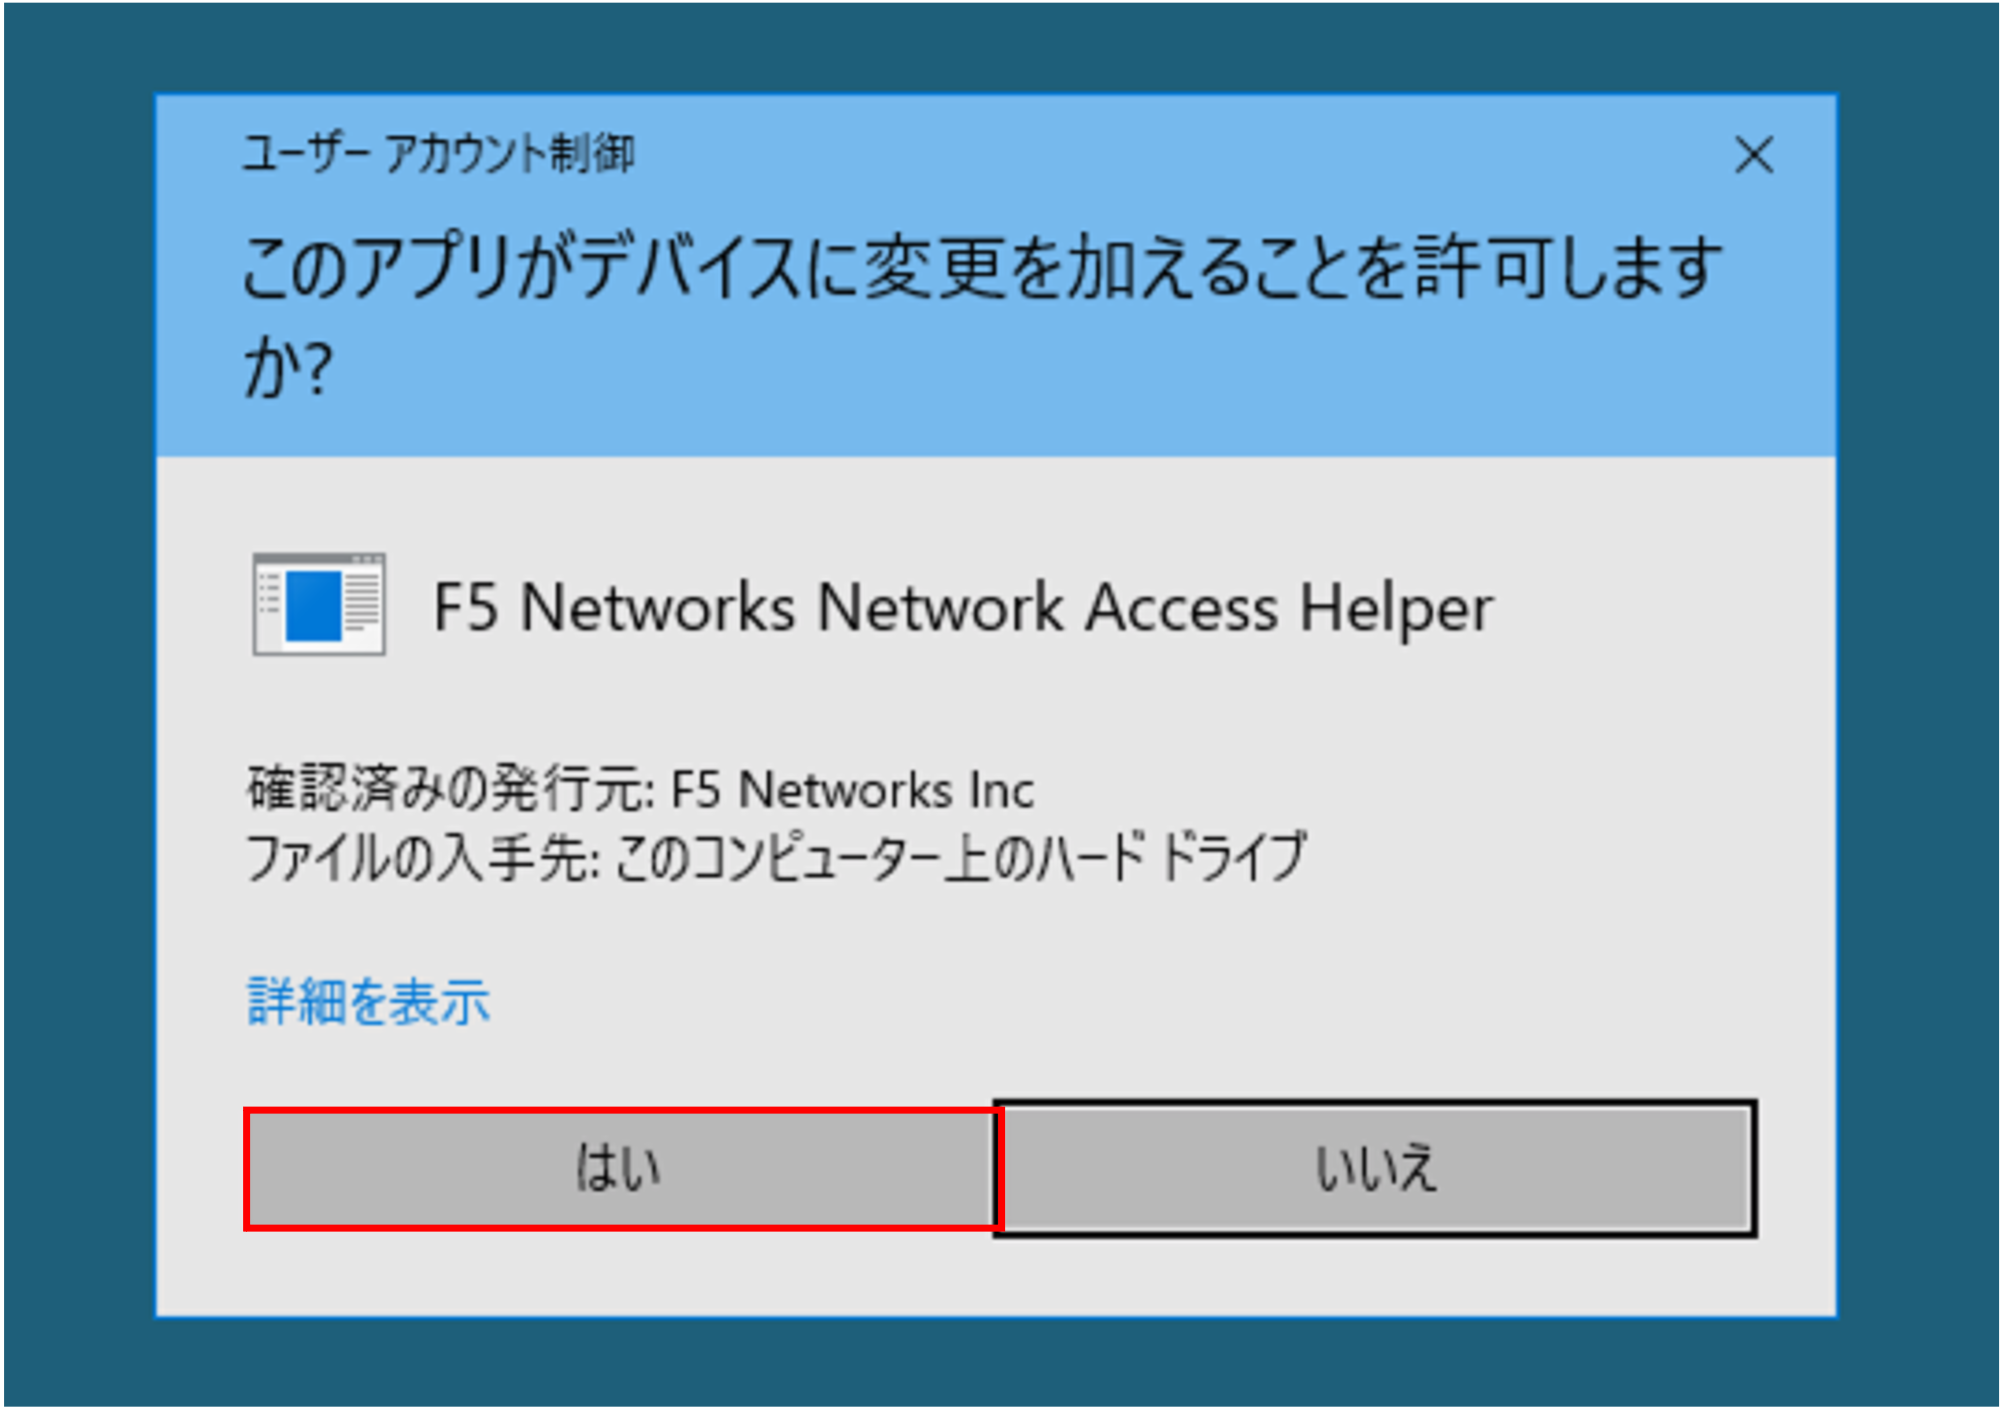 ユーザー アカウント制御
このアプリがデバイスに変更を加えることを許可します
か?
F5 Networks Network Access Helper
確認済みの発行元: F5 Networks Inc
ファイルの入手先: このコンピューター上のハード ドライブ
詳細を表示
はい
いいえ